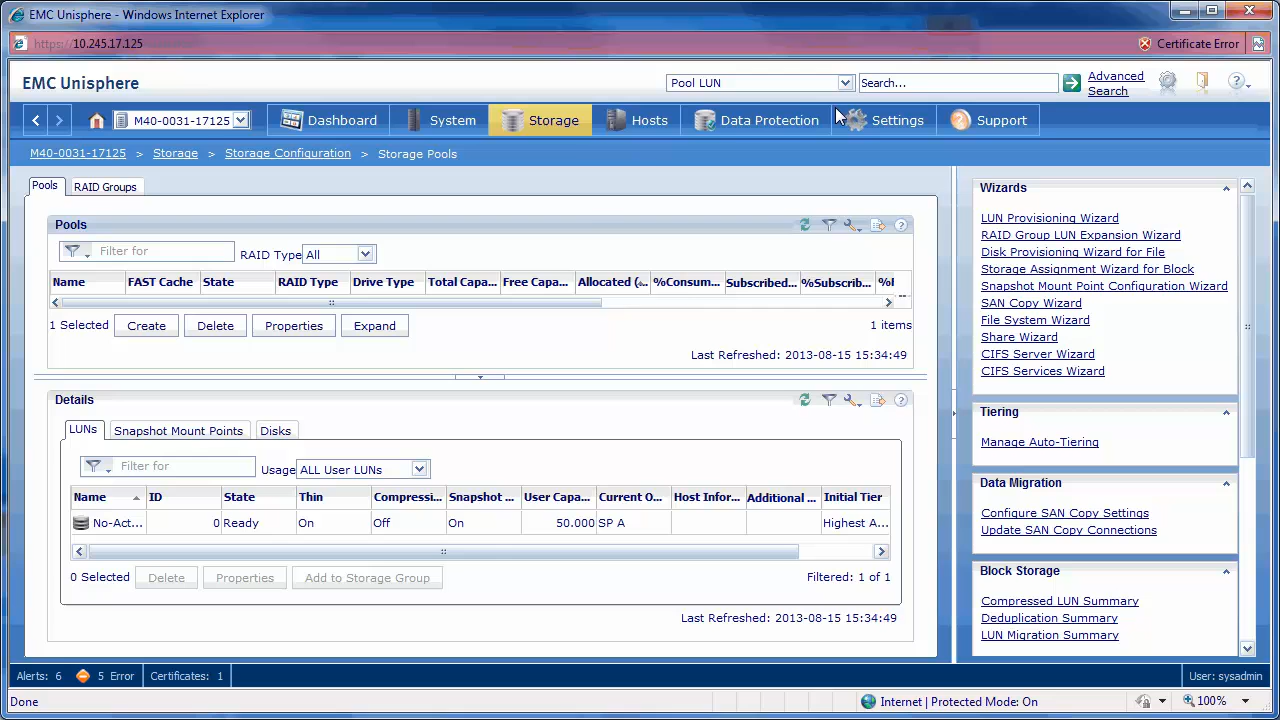 EMC Unisphere - Windows Internet Explorer
https://10.245.17.125
Certificate Error
EMC Unisphere
Pool LUN
Search...
Advanced Search
M40-0031-17125
Dashboard
System
Storage
Hosts
Data Protection
Settings
Support
M40-0031-17125 > Storage > Storage Configuration > Storage Pools
Pools
RAID Groups
Pools
Filter for
RAID Type All
Name FAST Cache State RAID Type Drive Type Total Capa... Free Capa... Allocated (... %Consum... Subscribed... %Subscrib...
1 Selected Create Delete Properties Expand 1 items
Last Refreshed: 2013-08-15 15:34:49
Details
LUNs Snapshot Mount Points Disks
Filter for
Usage ALL User LUNs
Name ID State Thin Compressi... Snapshot ... User Capa... Current O... Host Infor... Additional ... Initial Tier
No-Act... 0 Ready On Off On 50.000 SP A Highest A...
0 Selected Delete Properties Add to Storage Group Filtered: 1 of 1
Last Refreshed: 2013-08-15 15:34:49
Wizards
LUN Provisioning Wizard
RAID Group LUN Expansion Wizard
Disk Provisioning Wizard for File
Storage Assignment Wizard for Block
Snapshot Mount Point Configuration Wizard
SAN Copy Wizard
File System Wizard
Share Wizard
CIFS Server Wizard
CIFS Services Wizard
Tiering
Manage Auto-Tiering
Data Migration
Configure SAN Copy Settings
Update SAN Copy Connections
Block Storage
Compressed LUN Summary
Deduplication Summary
LUN Migration Summary
Alerts: 6 5 Error Certificates: 1 User: sysadmin
Done Internet | Protected Mode: On 100%